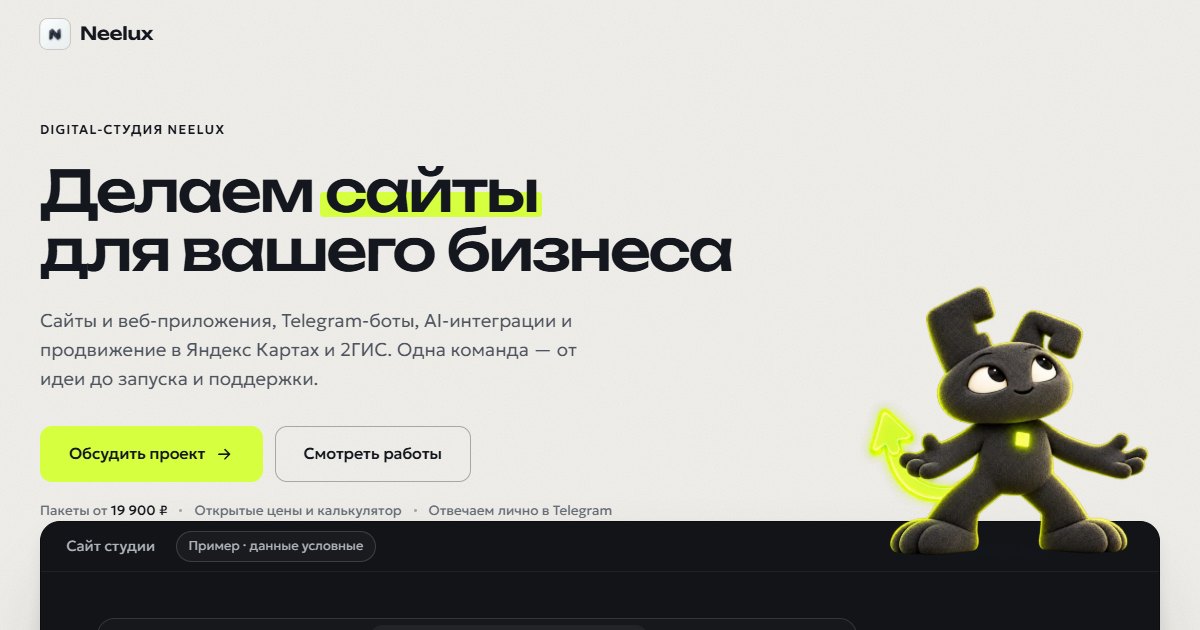 N Neelux
DIGITAL-СТУДИЯ NEELUX
Делаем сайты
для вашего бизнеса
Сайты и веб-приложения, Telegram-боты, AI-интеграции и
продвижение в Яндекс Картах и 2ГИС. Одна команда — от
идеи до запуска и поддержки.
Обсудить проект →
Смотреть работы
Пакеты от 19 900 ₽ • Открытые цены и калькулятор • Отвечаем лично в Telegram
Сайт студии
Пример · данные условные